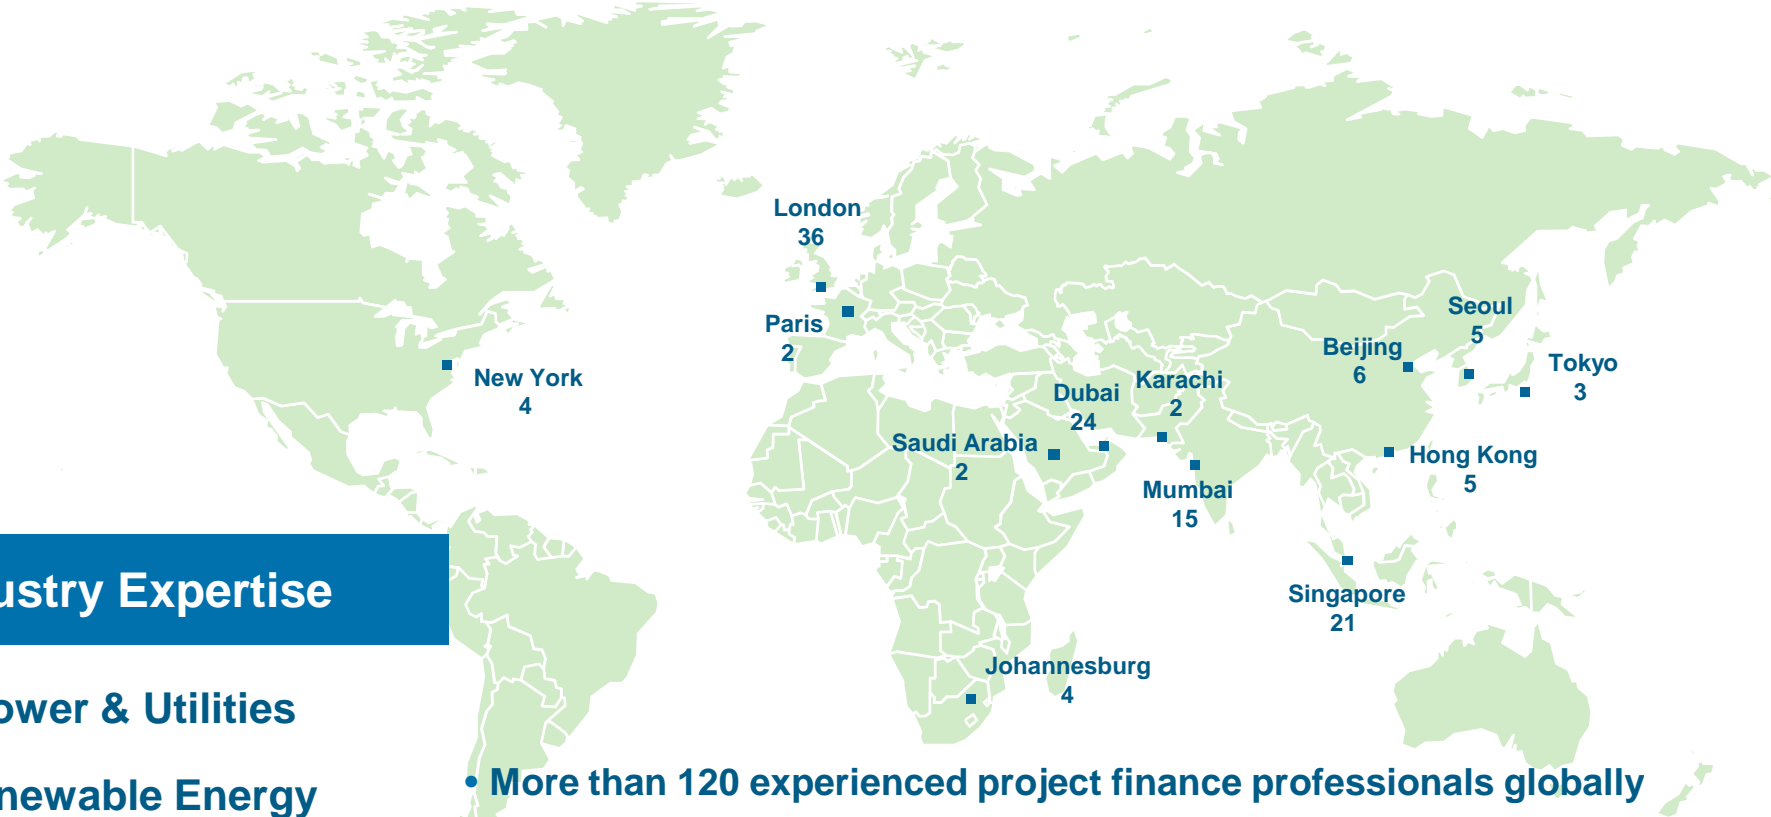 London
36
Paris
2
New York
4
Seoul
5
Beijing
6
Tokyo
3
Karachi
2
Dubai
24
Saudi Arabia
2
Hong Kong
5
Mumbai
15
Singapore
21
Johannesburg
4
ustry Expertise
ower & Utilities
newable Energy
• More than 120 experienced project finance professionals globally